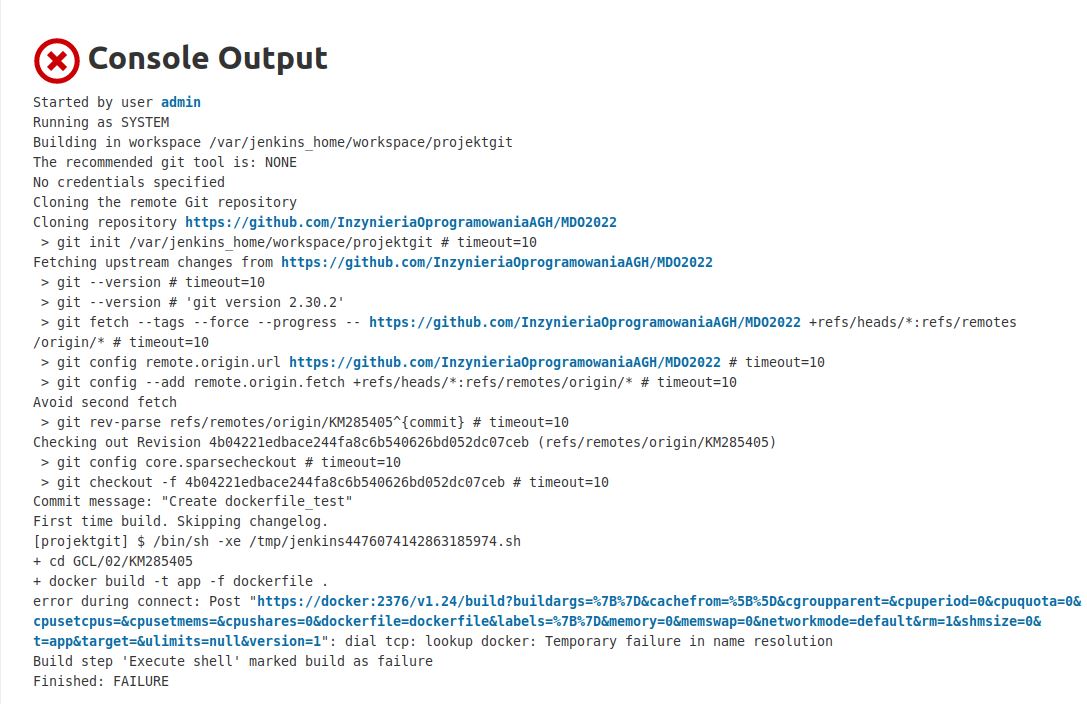 Console Output
Started by user admin
Running as SYSTEM
Building in workspace /var/jenkins_home/workspace/projektgit
The recommended git tool is: NONE
No credentials specified
Cloning the remote Git repository
Cloning repository https://github.com/InzynieriaOprogramowaniaAGH/MDO2022
 > git init /var/jenkins_home/workspace/projektgit # timeout=10
Fetching upstream changes from https://github.com/InzynieriaOprogramowaniaAGH/MDO2022
 > git --version # timeout=10
 > git --version # 'git version 2.30.2'
 > git fetch --tags --force --progress -- https://github.com/InzynieriaOprogramowaniaAGH/MDO2022 +refs/heads/*:refs/remotes
/origin/* # timeout=10
 > git config remote.origin.url https://github.com/InzynieriaOprogramowaniaAGH/MDO2022 # timeout=10
 > git config --add remote.origin.fetch +refs/heads/*:refs/remotes/origin/* # timeout=10
Avoid second fetch
 > git rev-parse refs/remotes/origin/KM285405^{commit} # timeout=10
Checking out Revision 4b04221edbace244fa8c6b540626bd052dc07ceb (refs/remotes/origin/KM285405)
 > git config core.sparsecheckout # timeout=10
 > git checkout -f 4b04221edbace244fa8c6b540626bd052dc07ceb # timeout=10
Commit message: "Create dockerfile_test"
First time build. Skipping changelog.
[projektgit] $ /bin/sh -xe /tmp/jenkins4476074142863185974.sh
+ cd GCL/02/KM285405
+ docker build -t app -f dockerfile .
error during connect: Post "https://docker:2376/v1.24/build?buildargs=%7B%7D&cachefrom=%5B%5D&cgroupparent=&cpuperiod=0&cpuquota=0&
cpusetcpus=&cpusetmems=&cpushares=0&dockerfile=dockerfile&labels=%7B%7D&memory=0&memswap=0&networkmode=default&rm=1&shmsize=0&
t=app&target=&ulimits=null&version=1": dial tcp: lookup docker: Temporary failure in name resolution
Build step 'Execute shell' marked build as failure
Finished: FAILURE